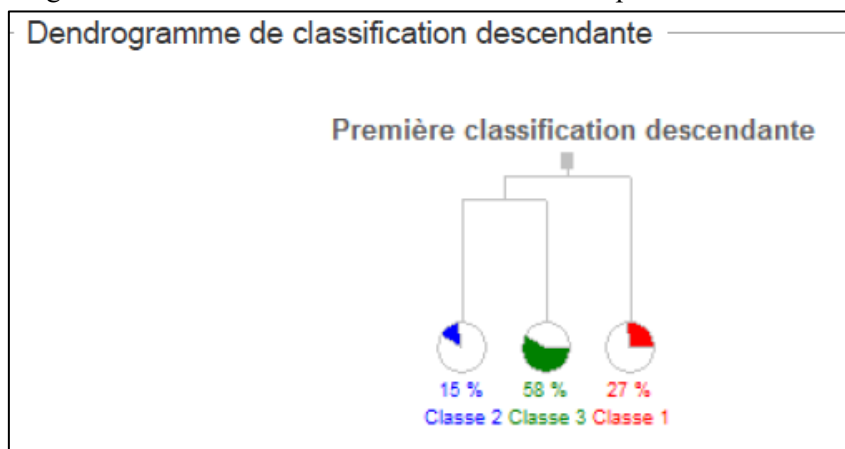 Dendrogramme de classification descendante
Première classification descendante
15 % 58 % 27 %
Classe 2 Classe 3 Classe 1